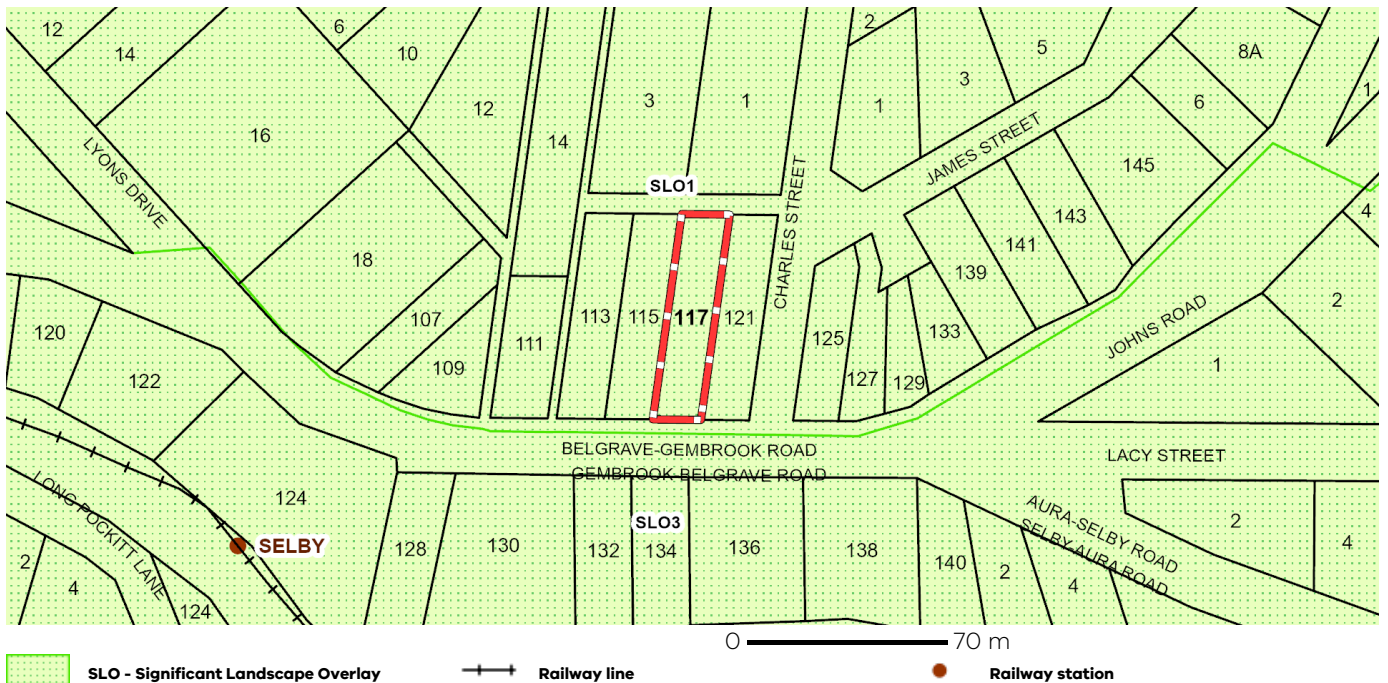 12
14
6
10
12
16
14
3
1
2
1
3
5
8A
6
1
LYONS DRIVE
SLO1
CHARLES STREET
JAMES STREET
145
143
141
139
4
18
107
109
111
113
115
117
121
125
127
129
133
JOHNS ROAD
2
1
120
122
BELGRAVE-GEMBROOK ROAD
GEMBROOK-BELGRAVE ROAD
LACY STREET
124
LONG POCKITT LANE
SELBY
SLO3
128
130
132
134
136
138
140
2
4
AURA-SELBY ROAD
SELBY-AURA ROAD
2
4
2
4
124
0 70 m
SLO - Significant Landscape Overlay
Railway line
Railway station